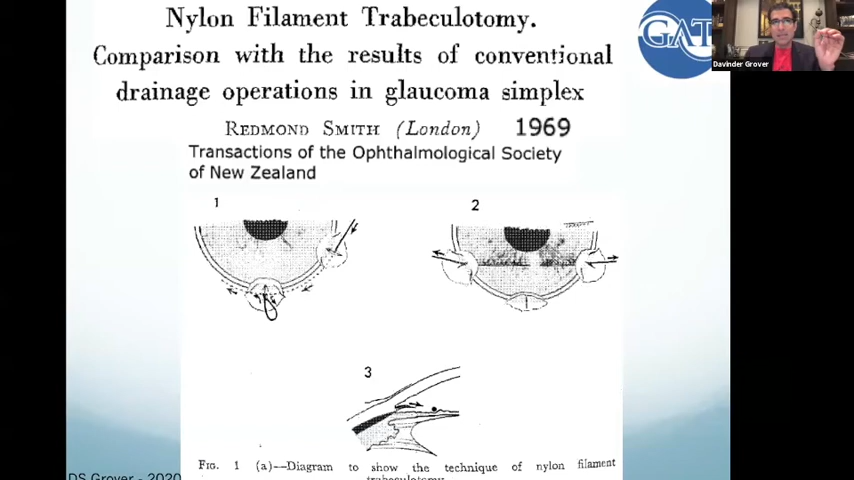 Nylon Filament Trabeculotomy.
Comparison with the results of conventional
drainage operations in glaucoma simplex
REDMOND SMITH (London) 1969
Transactions of the Ophthalmological Society
of New Zealand
GAT
Davinder Grover
1
2
3
FIG. 1 (a)—Diagram to show the technique of nylon filament
trabeculotomy
DS Grover - 2020